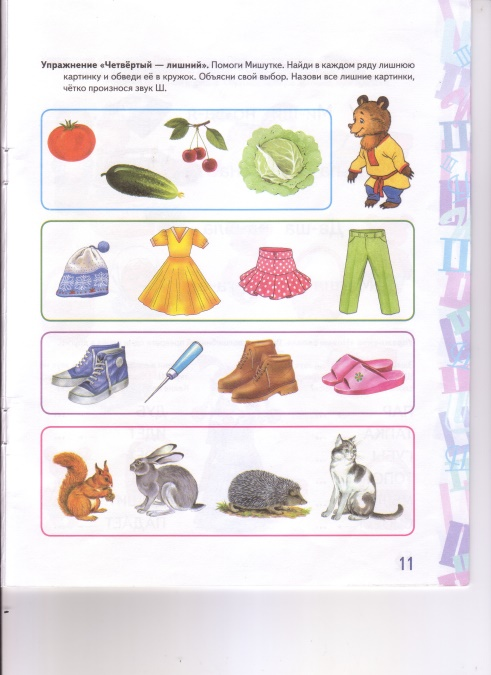 Упражнение «Четвёртый — лишний». Помоги Мишутке. Найди в каждом ряду лишнюю
картинку и обведи её в кружок. Объясни свой выбор. Назови все лишние картинки,
чётко произнося звук Ш.
11